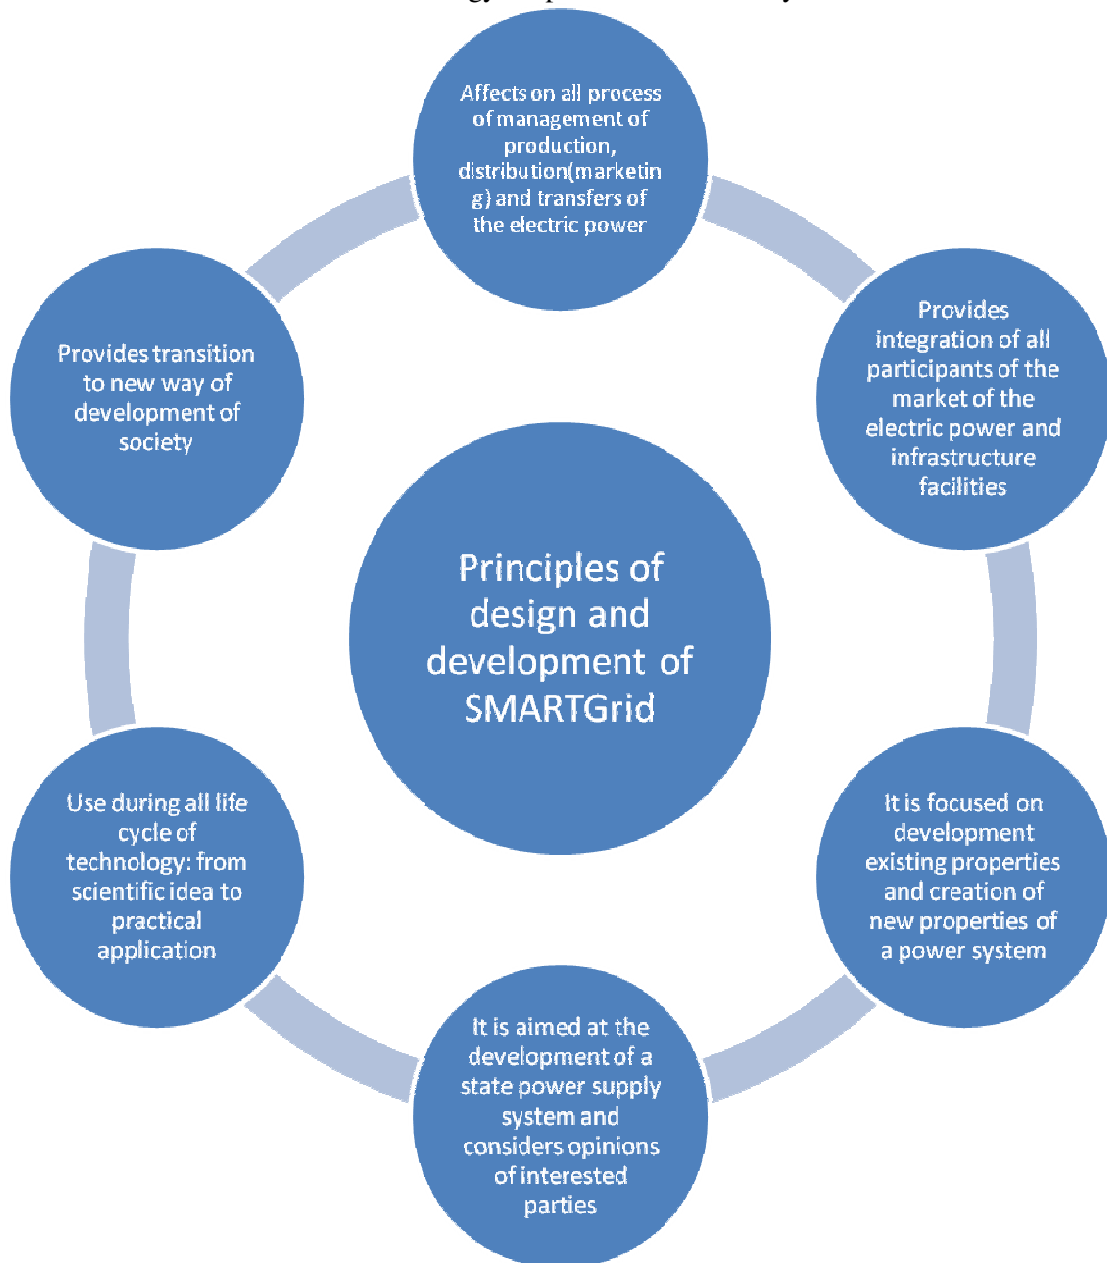 Affects on all process
of management of
production,
distribution(marketin
g) and transfers of
the electric power
Provides
integration of all
participants of the
market of the
electric power and
infrastructure
facilities
It is focused on
development
existing properties
and creation of
new properties of
a power system
It is aimed at the
development of a
state power supply
system and
considers opinions
of interested
parties
Use during all life
cycle of
technology: from
scientific idea to
practical
application
Provides transition
to new way of
development of
society
Principles of
design and
development of
SMARTGrid